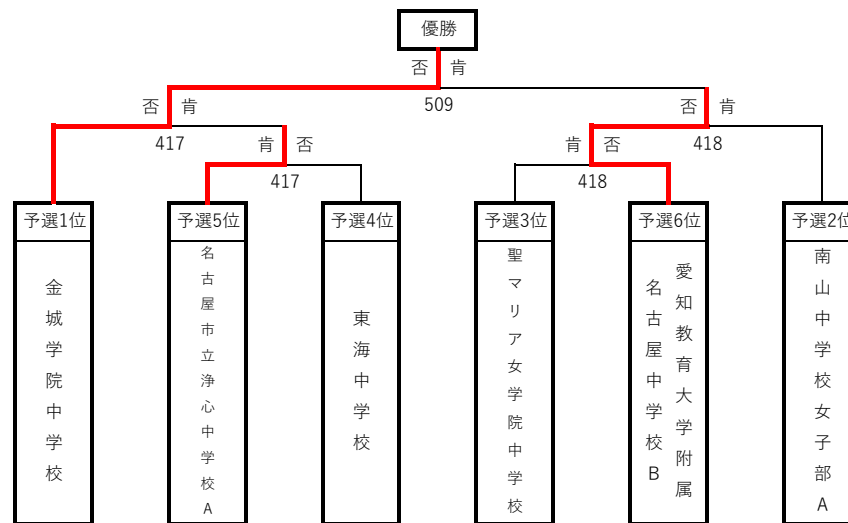 優勝
否 肯
509
否 肯
417
否 肯
418
肯 否
417
肯 否
418
予選1位
金城学院中学校
予選5位
名古屋市立浄心中学校A
予選4位
東海中学校
予選3位
聖マリア女学院中学校
予選6位
愛知教育大学附属
名古屋中学校B
予選2位
南山中学校女子部A